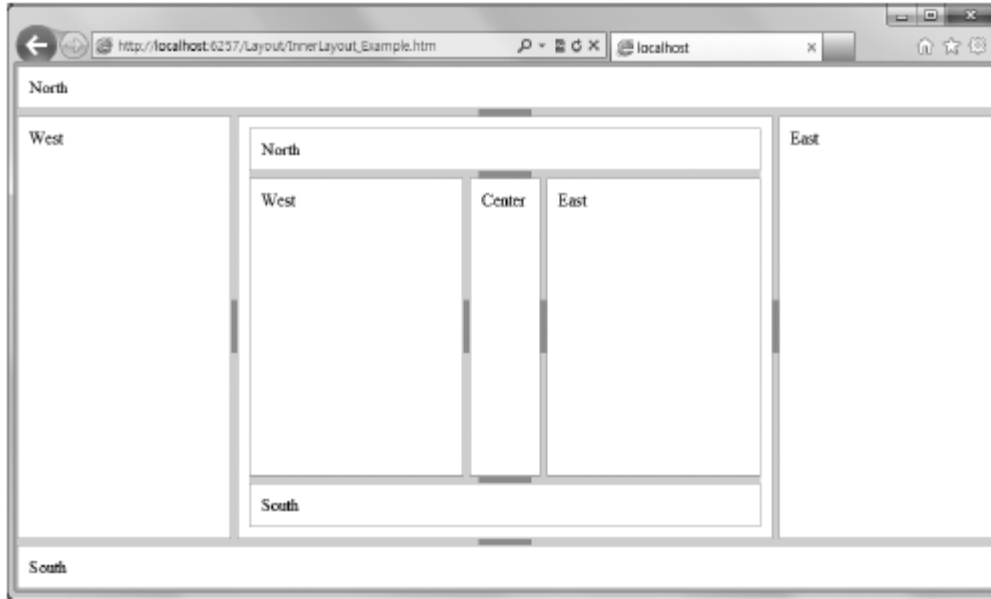 http://localhost:6257/Layout/InnerLayout_Example.htm
localhost
North
West
North
East
West
Center
East
South
South